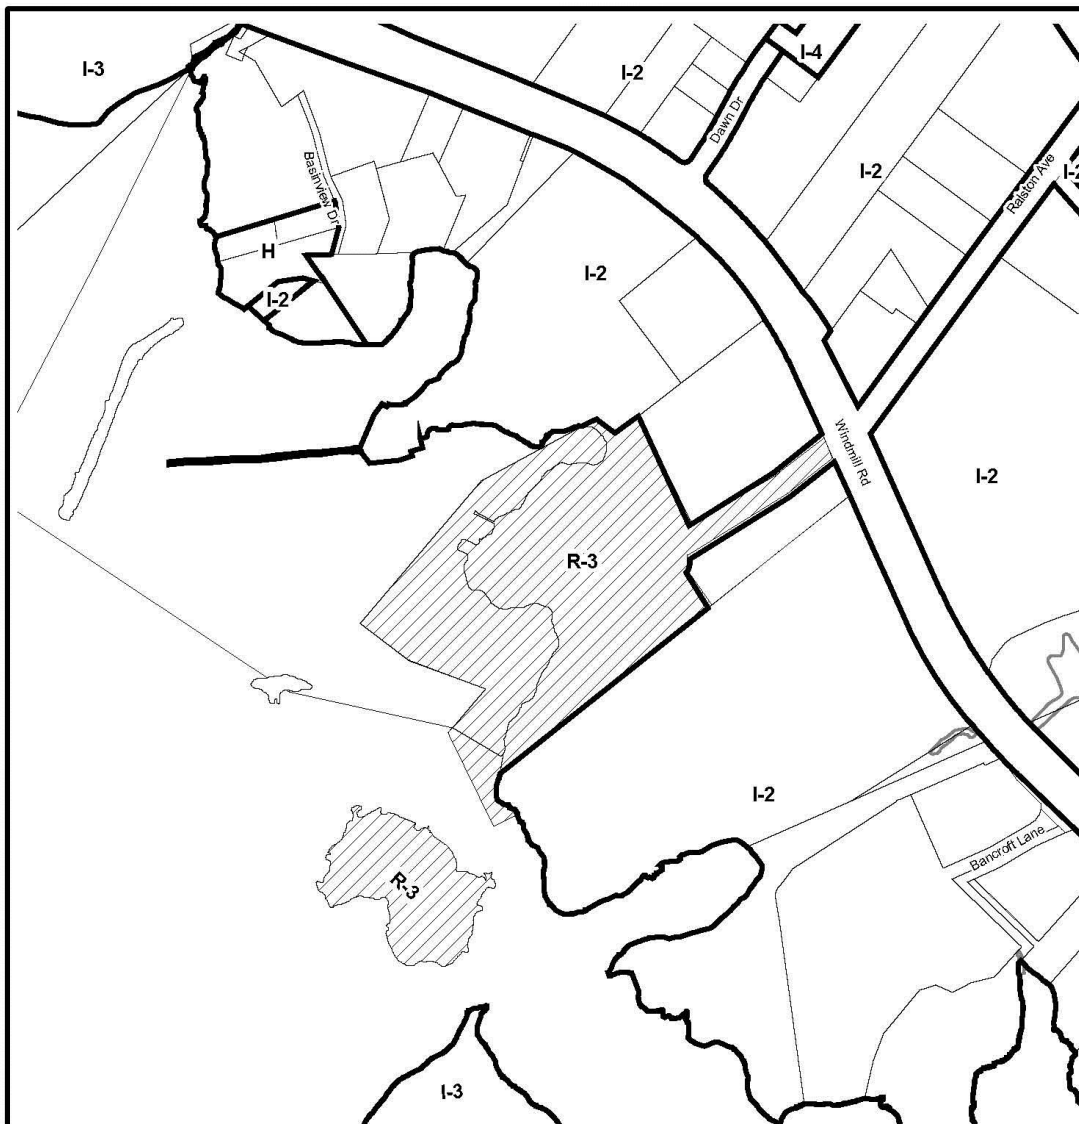 I-4
I-3
I-2
Dawn Dr
Ralston Ave
I-2
I-2
Basinview Dr
H
I-2
I-2
Windmill Rd
I-2
R-3
I-2
Bancroft Lane
R-3
I-3